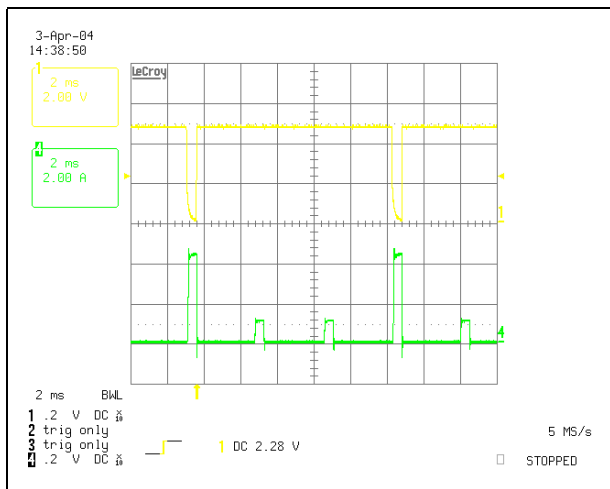 3-Apr-04
14:38:50
LeCroy
1
2 ms
2.00 V
4
2 ms
2.00 A
1
4
2 ms BWL
1 .2 V DC X10
2 trig only
3 trig only
4 .2 V DC X10
1 DC 2.28 V
5 MS/s
STOPPED